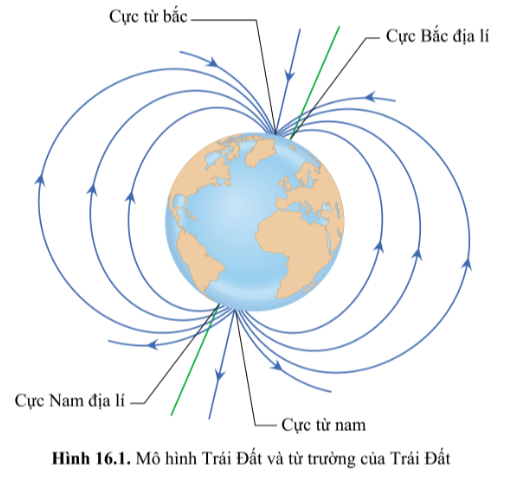 Cực từ bắc
Cực Bắc địa lí
Cực Nam địa lí
Cực từ nam
Hình 16.1. Mô hình Trái Đất và từ trường của Trái Đất